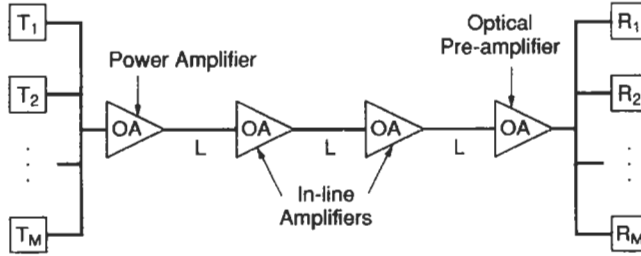 T1
T2
TM
Power Amplifier
OA
L
OA
L
OA
L
OA
In-line
Amplifiers
Optical
Pre-amplifier
R1
R2
RM